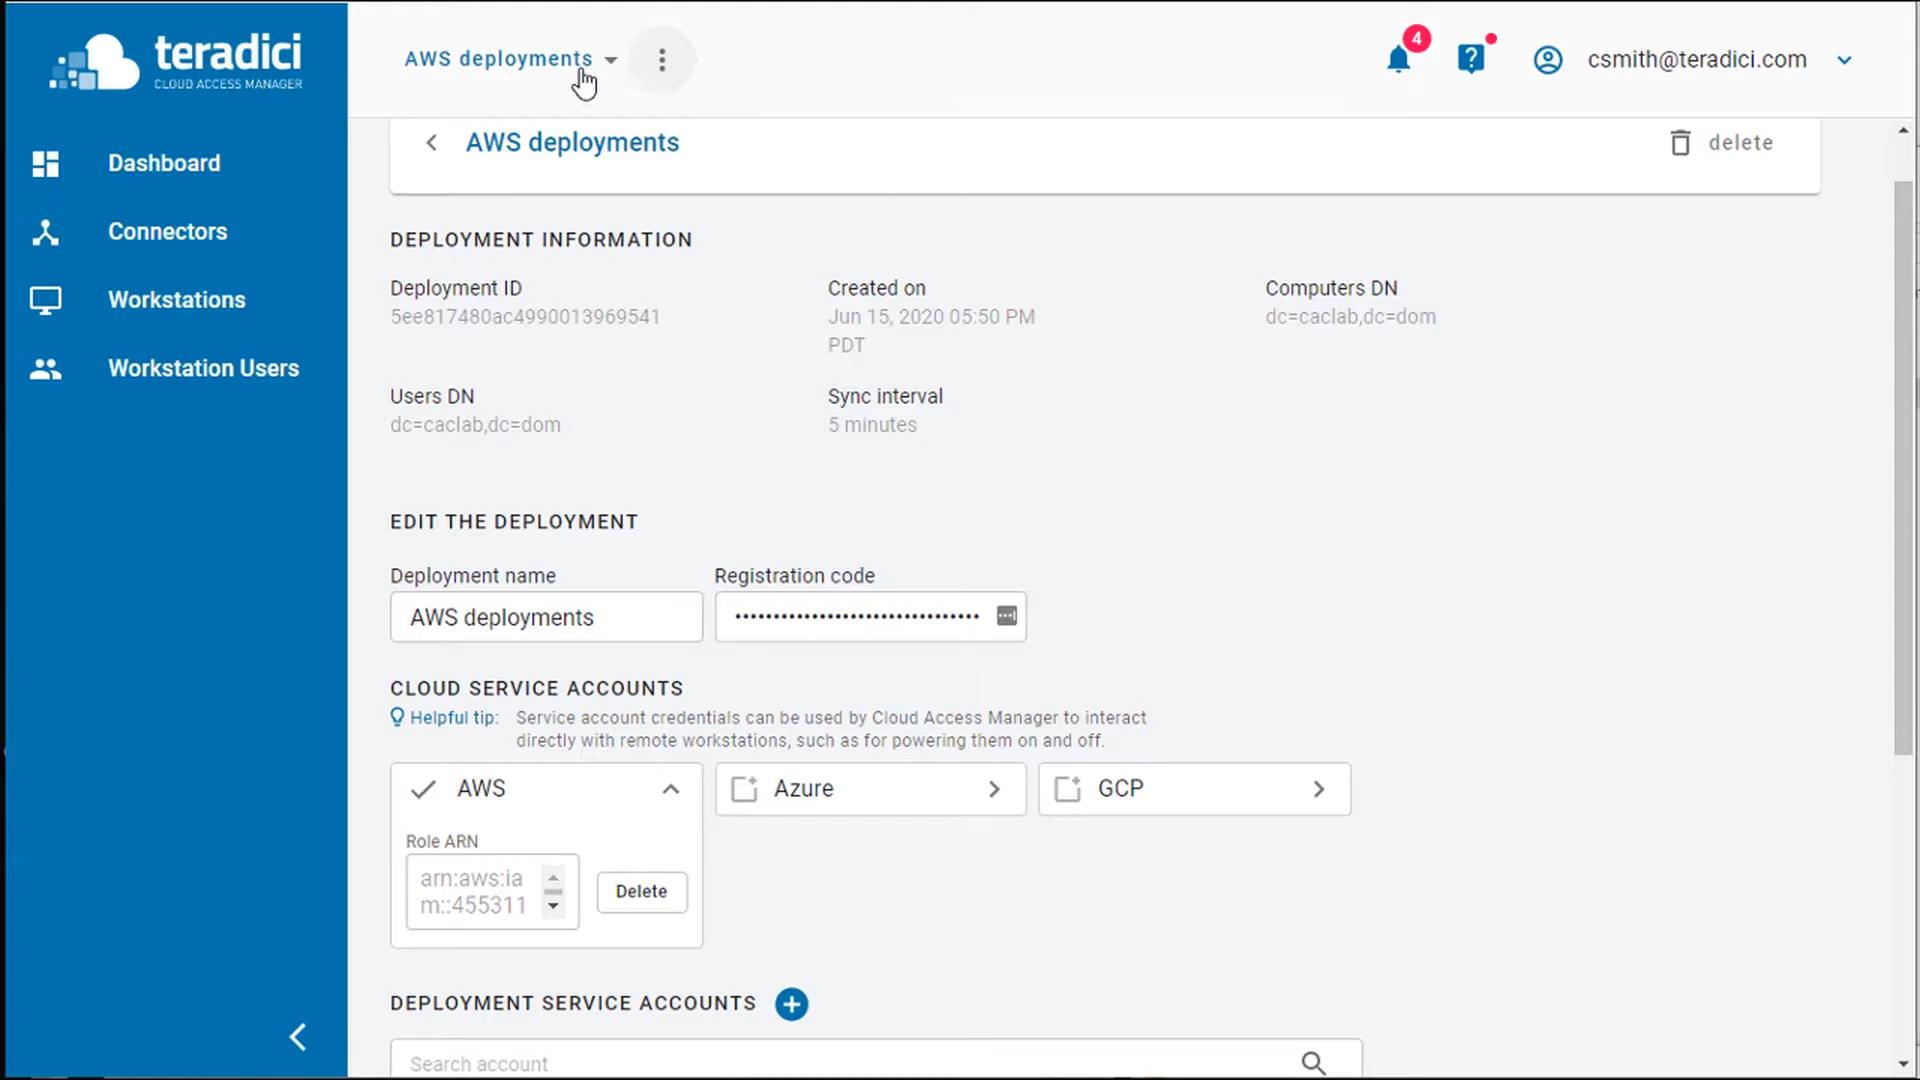 teradici
CLOUD ACCESS MANAGER
Dashboard
Connectors
Workstations
Workstation Users
AWS deployments
4
csmith@teradici.com
AWS deployments
delete
DEPLOYMENT INFORMATION
Deployment ID
5ee817480ac4990013969541
Created on
Jun 15, 2020 05:50 PM
PDT
Computers DN
dc=caclab,dc=dom
Users DN
dc=caclab,dc=dom
Sync interval
5 minutes
EDIT THE DEPLOYMENT
Deployment name
AWS deployments
Registration code
CLOUD SERVICE ACCOUNTS
Helpful tip: Service account credentials can be used by Cloud Access Manager to interact
directly with remote workstations, such as for powering them on and off.
AWS
Azure
GCP
Role ARN
arn:aws:ia
m::455311
Delete
DEPLOYMENT SERVICE ACCOUNTS
Search account